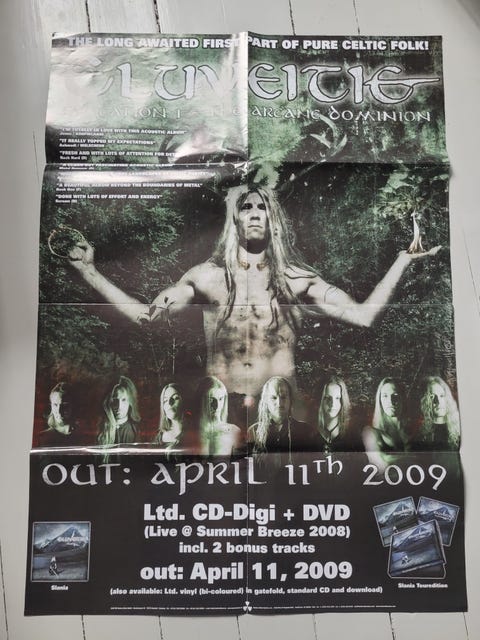 THE LONG AWAITED FIRST PART OF PURE CELTIC FOLK!
ELUVEITIE
ARCANE DOMINION
"I'M TOTALLY IN LOVE WITH THIS ACOUSTIC ALBUM"
"IT REALLY TOPPED MY EXPECTATIONS"
"FRESH AND WITH LOTS OF ATTENTION FOR
Rock Hard
"A BEAUTIFUL ALBUM BEYOND THE BOUNDARIES OF METAL"
"DONE WITH LOTS OF EFFORT AND ENERGY"
OUT: APRIL 11th 2009
Ltd. CD-Digi + DVD
(Live @ Summer Breeze 2008)
incl. 2 bonus tracks
out: April 11, 2009
(also available: Ltd. vinyl (bi-coloured) in gatefold, standard CD and download)
Slania
Slania Touredition